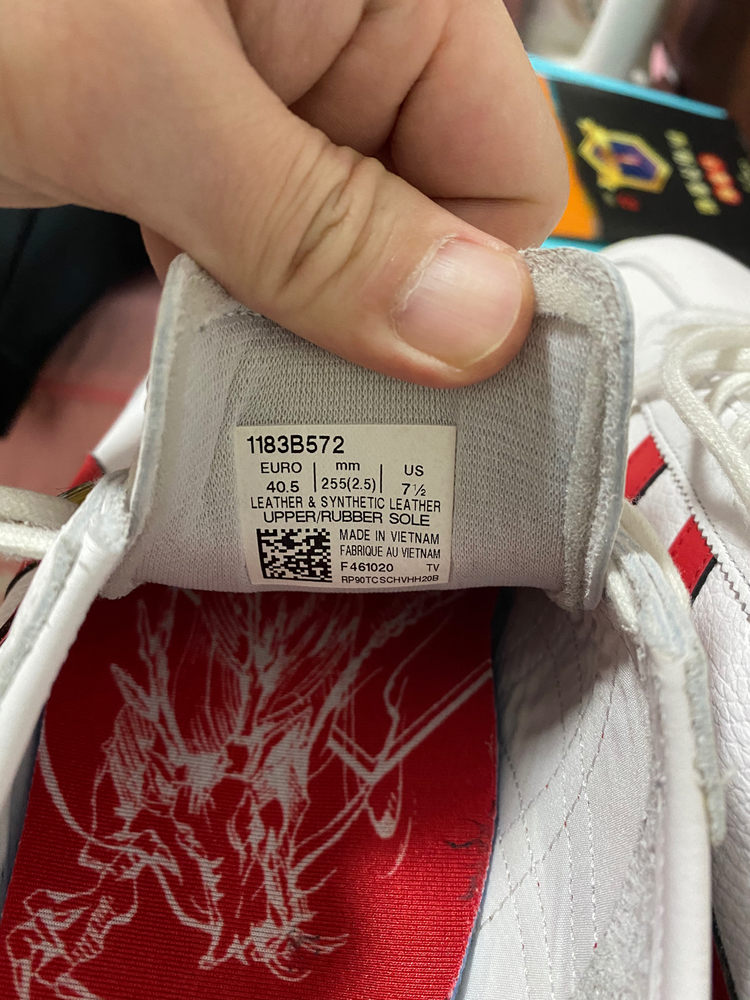 1183B572
EURO | mm | US
40.5 | 255(2.5) | 7½
LEATHER & SYNTHETIC LEATHER
UPPER/RUBBER SOLE
MADE IN VIETNAM
FABRIQUE AU VIETNAM
F461020 TV
RP90TCSCHVHH20B